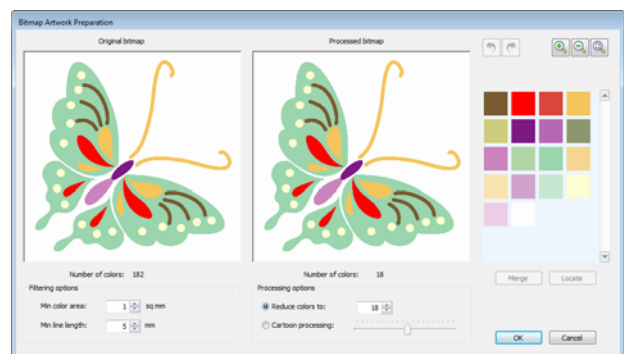 Bitmap Artwork Preparation
Original bitmap
Processed bitmap
Number of colors: 182
Number of colors: 18
Filtering options
Min color area: 1 sq mm
Min line length: 5 mm
Processing options
Reduce colors to: 18
Cartoon processing:
Merge
Locate
OK
Cancel